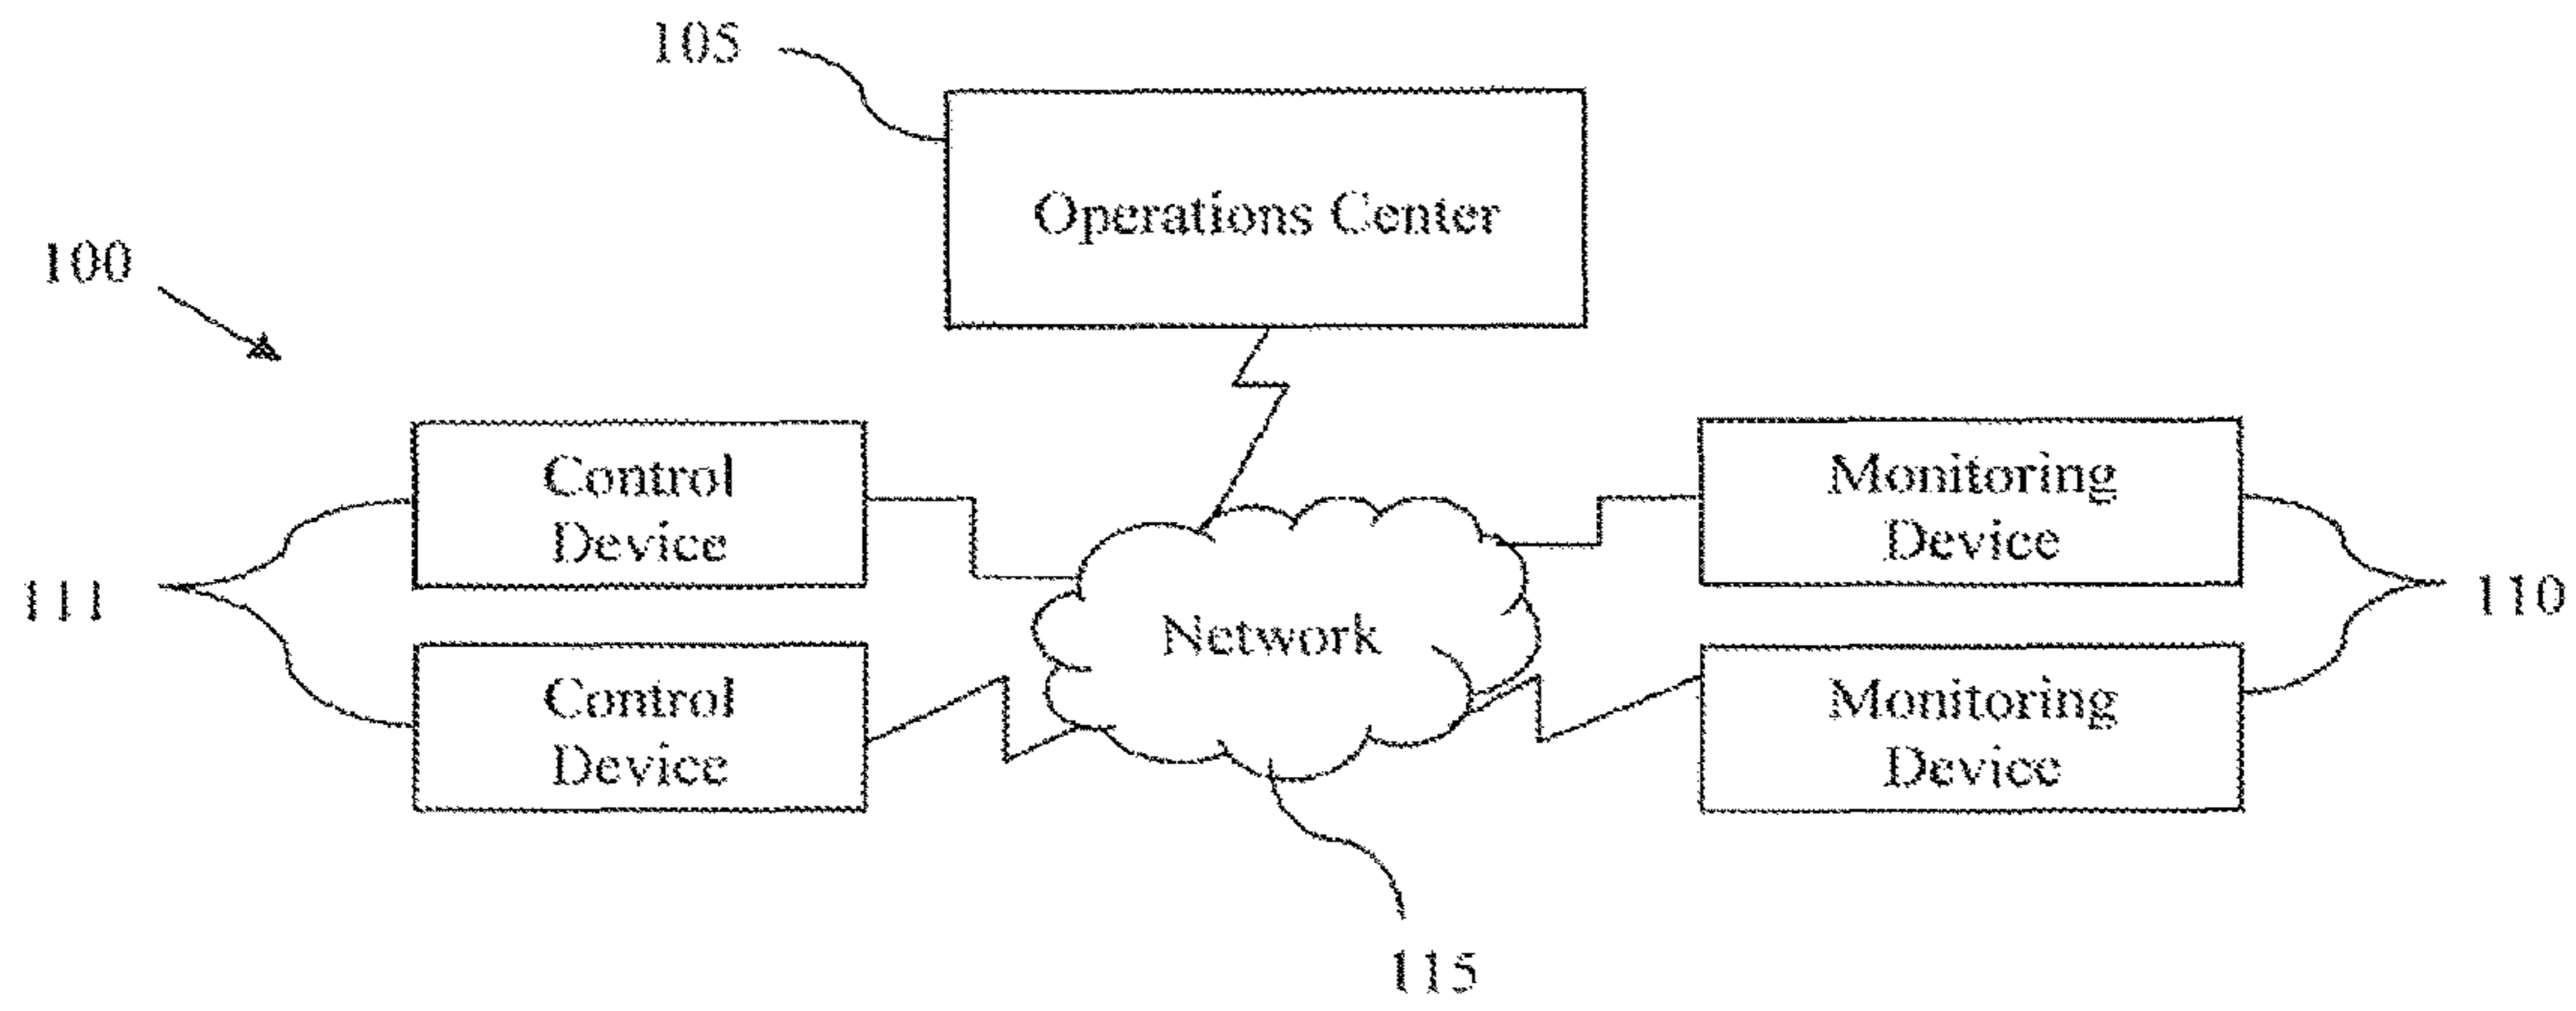 105
Operations Center
100
Control
Device
Monitoring
Device
111
Network
110
Control
Device
Monitoring
Device
115